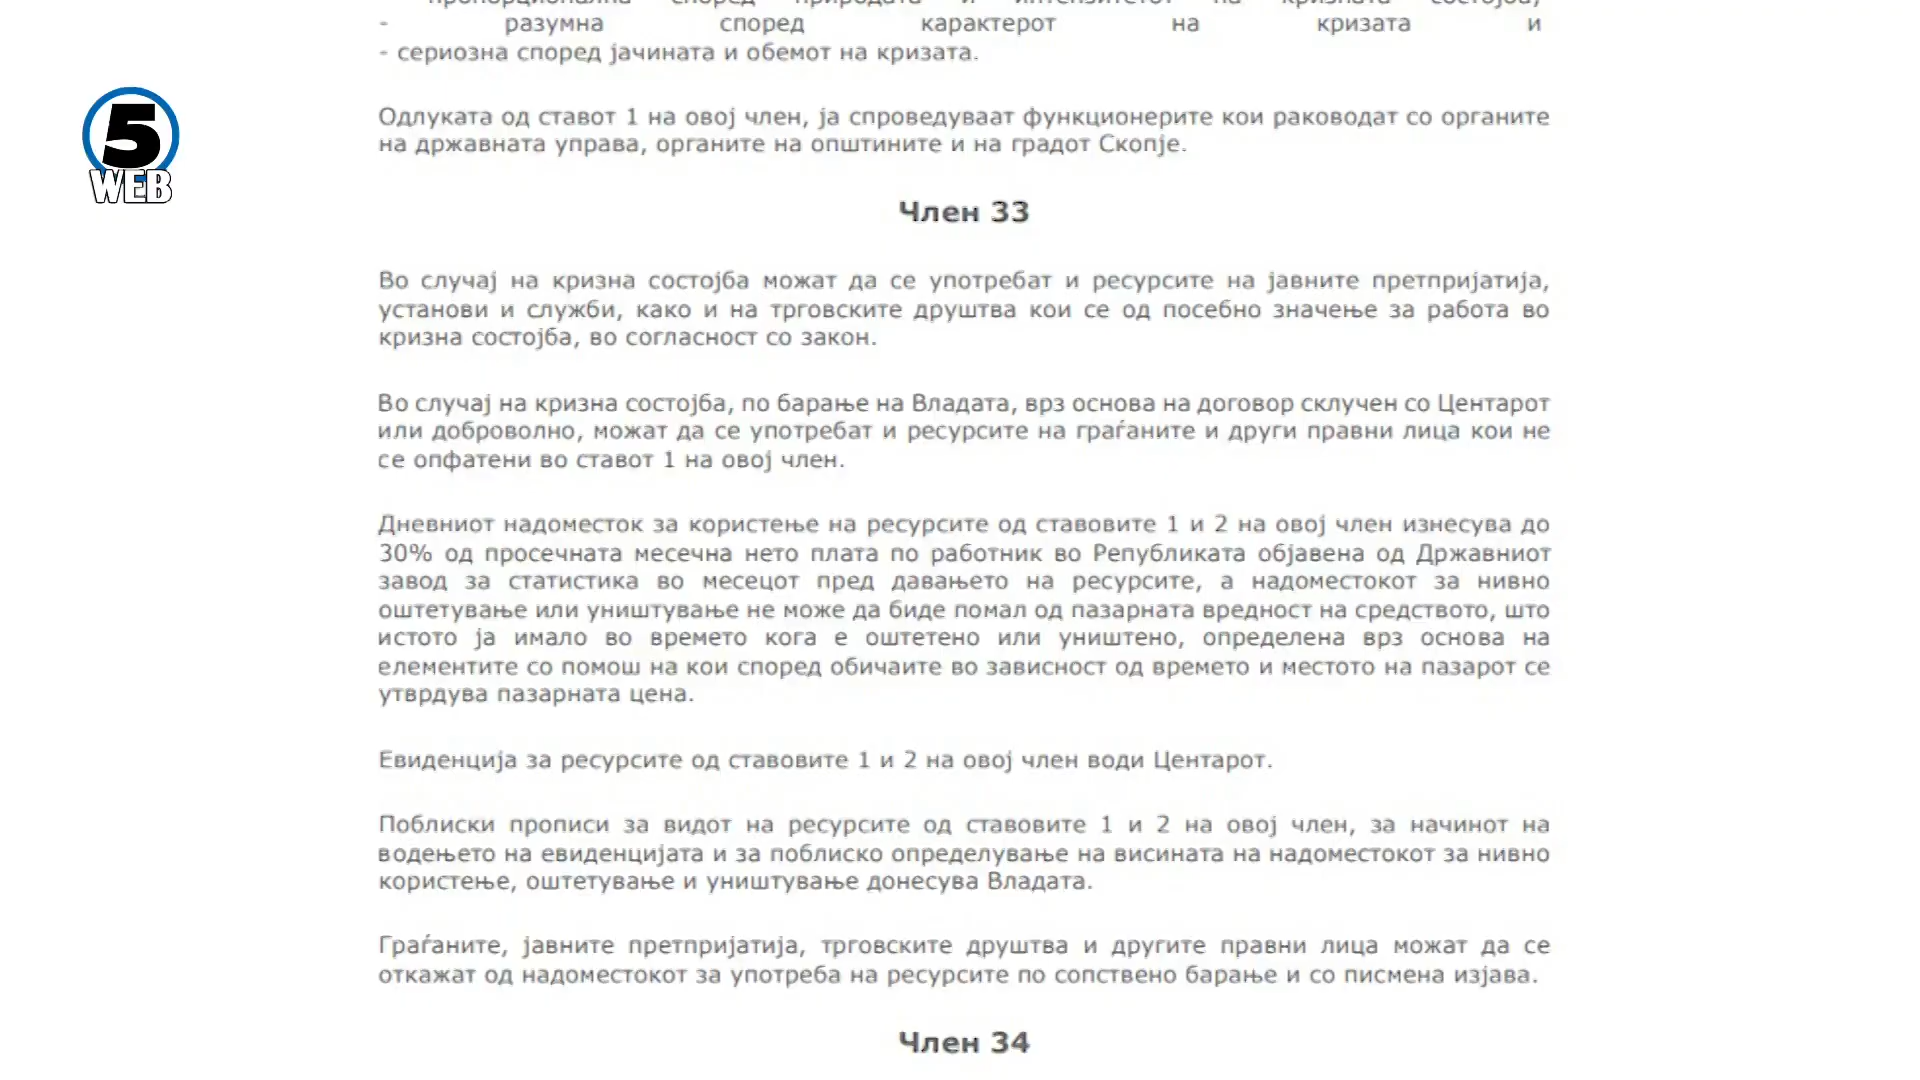 пропорционална според природата и интензитетот на кризната состојба,
- разумна според карактерот на кризата и
- сериозна според јачината и обемот на кризата.
Одлуката од ставот 1 на овој член, ја спроведуваат функционерите кои раководат со органите
на државната управа, органите на општините и на градот Скопје.
5
WEB
Член 33
Во случај на кризна состојба можат да се употребат и ресурсите на јавните претпријатија,
установи и служби, како и на трговските друштва кои се од посебно значење за работа во
кризна состојба, во согласност со закон.
Во случај на кризна состојба, по барање на Владата, врз основа на договор склучен со Центарот
или доброволно, можат да се употребат и ресурсите на граѓаните и други правни лица кои не
се опфатени во ставот 1 на овој член.
Дневниот надоместок за користење на ресурсите од ставовите 1 и 2 на овој член изнесува до
30% од просечната месечна нето плата по работник во Републиката објавена од Државниот
завод за статистика во месецот пред давањето на ресурсите, а надоместокот за нивно
оштетување или уништување не може да биде помал од пазарната вредност на средството, што
истото ја имало во времето кога е оштетено или уништено, определена врз основа на
елементите со помош на кои според обичаите во зависност од времето и местото на пазарот се
утврдува пазарната цена.
Евиденција за ресурсите од ставовите 1 и 2 на овој член води Центарот.
Поблиски прописи за видот на ресурсите од ставовите 1 и 2 на овој член, за начинот на
водењето на евиденцијата и за поблиско определување на висината на надоместокот за нивно
користење, оштетување и уништување донесува Владата.
Граѓаните, јавните претпријатија, трговските друштва и другите правни лица можат да се
откажат од надоместокот за употреба на ресурсите по сопствено барање и со писмена изјава.
Член 34